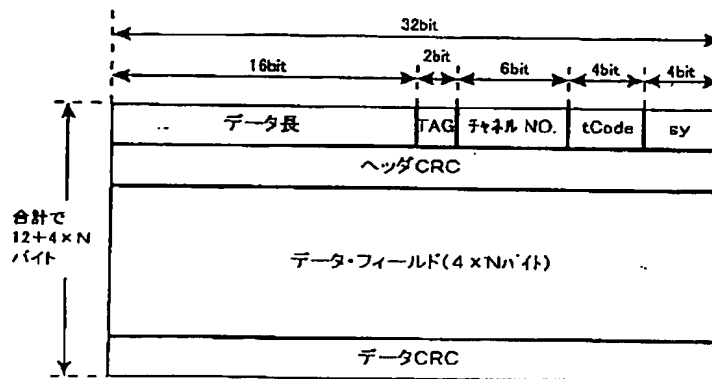 32bit
16bit 2bit 6bit 4bit 4bit
データ長 TAG チャネル NO. tCode sy
ヘッダCRC
合計で
12+4×N
バイト
データ・フィールド(4×Nバイト)
データCRC